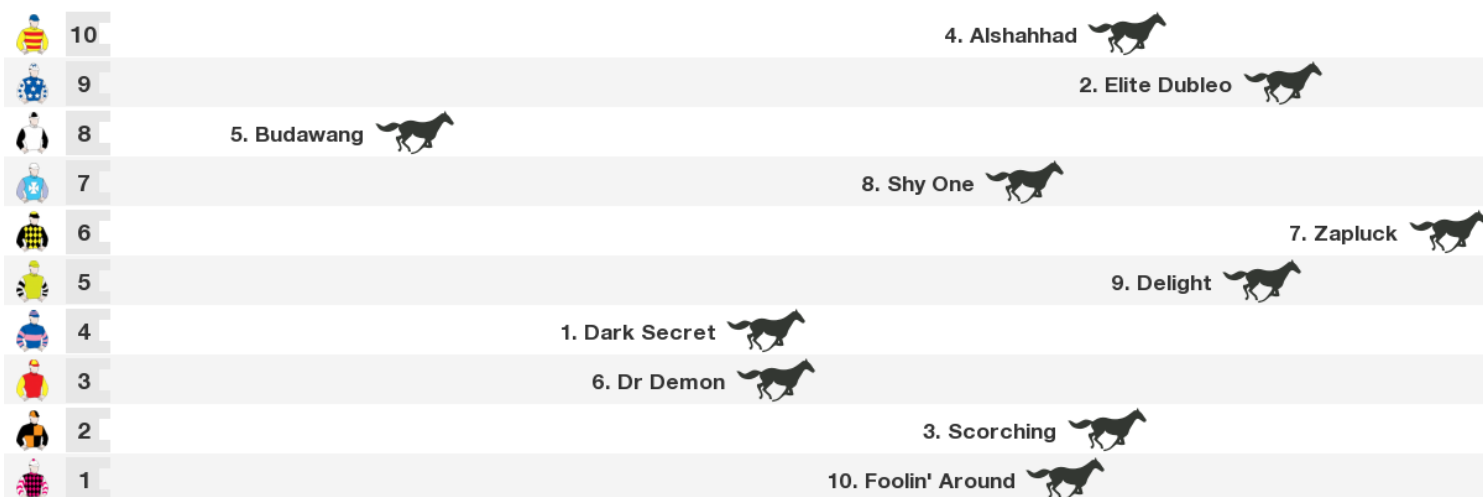 10 4. Alshahhad
9 2. Elite Dubleo
8 5. Budawang
7 8. Shy One
6 7. Zapluck
5 9. Delight
4 1. Dark Secret
3 6. Dr Demon
2 3. Scorching
1 10. Foolin' Around